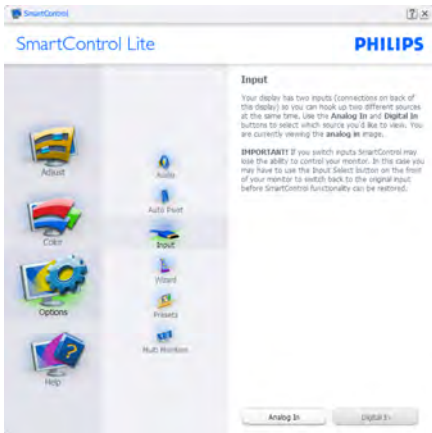 SmartControl
SmartControl Lite
PHILIPS
Adjust
Color
Options
Help
Audio
Auto Pivot
Input
Wizard
Presets
Multi Monitors
Input
Your display has two inputs (connections on back of
the display) so you can hook up two different sources
at the same time. Use the Analog In and Digital In
buttons to select which source you'd like to view. You
are currently viewing the analog in image.
IMPORTANT! If you switch inputs SmartControl may
lose the ability to control your monitor. In this case you
may have to use the Input Select button on the front
of your monitor to switch back to the original input
before SmartControl functionality can be restored.
Analog In
Digital In